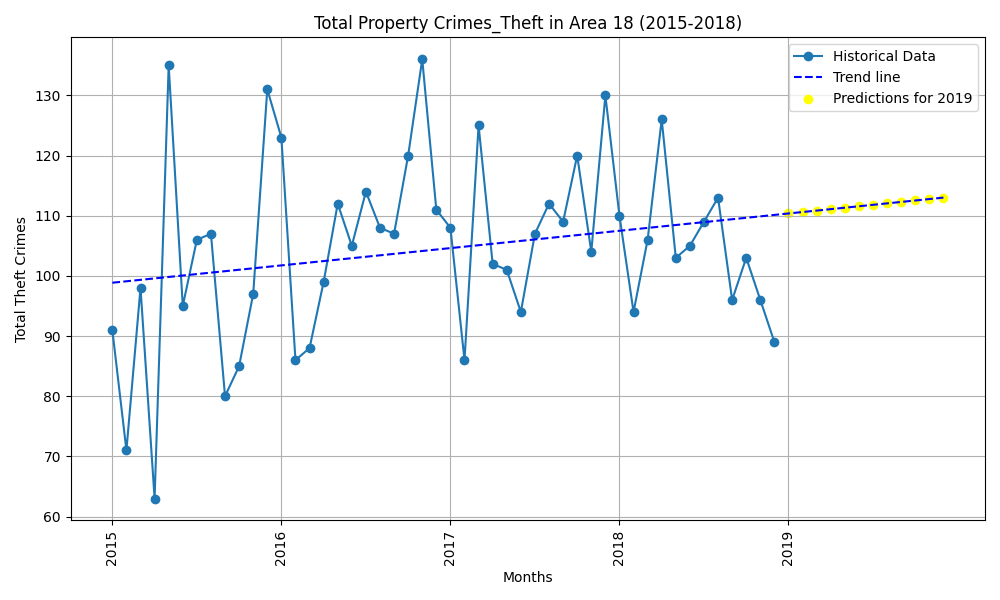 Total Property Crimes_Theft in Area 18 (2015-2018)
Historical Data
Trend line
Predictions for 2019
Total Theft Crimes
130
120
110
100
90
80
70
60
2015
2016
2017
2018
2019
Months